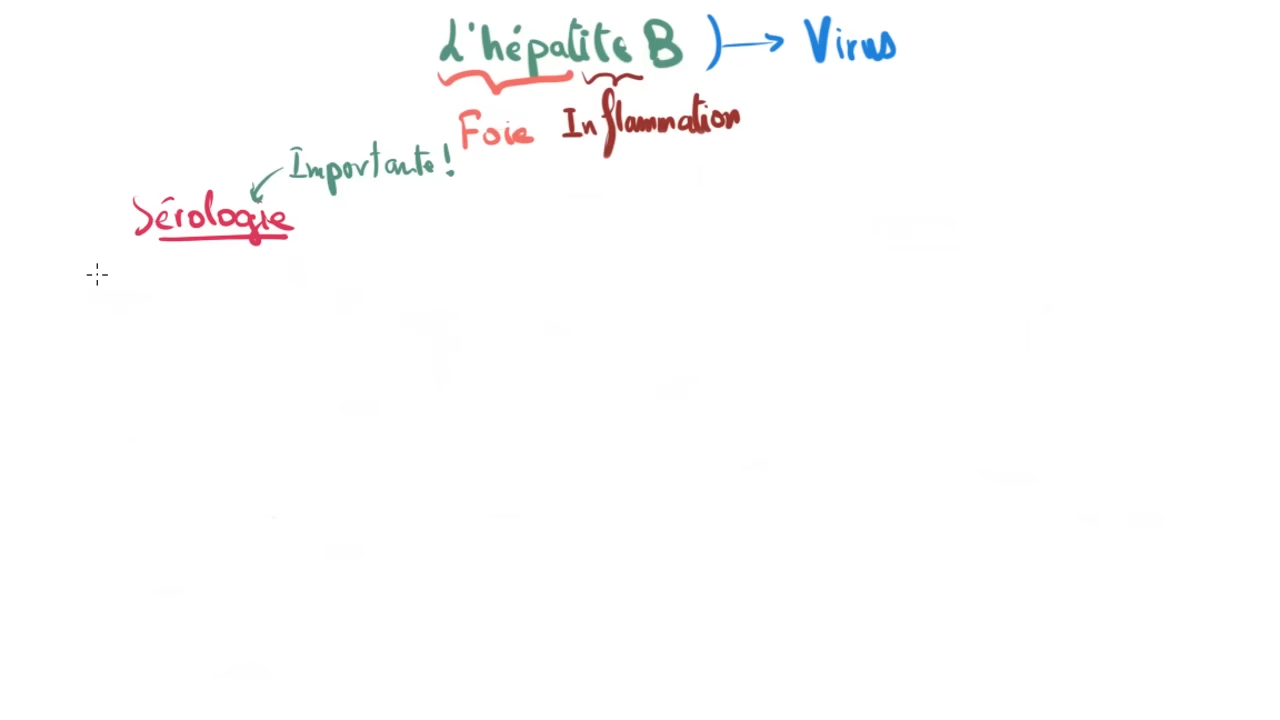 L'hépatite B ) → Virus
Foie Inflammation
Importante !
Sérologie